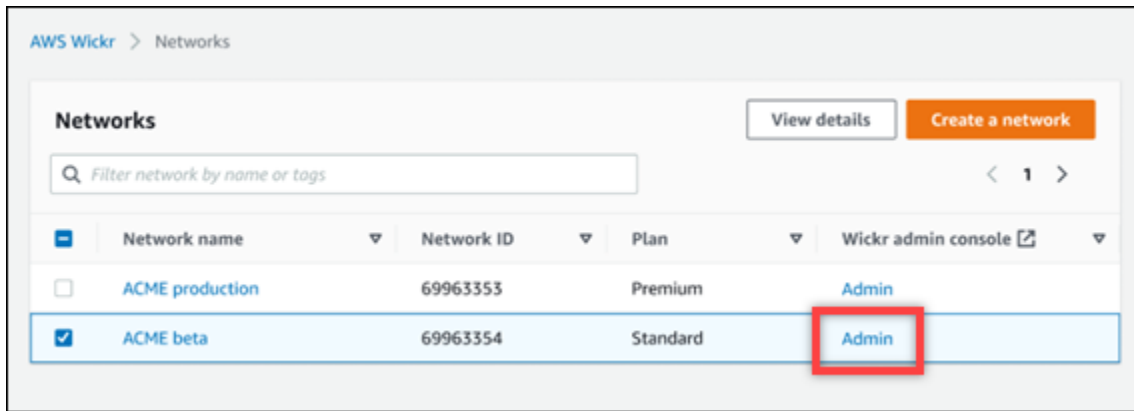 AWS Wickr > Networks
Networks View details Create a network
Filter network by name or tags < 1 >
Network name Network ID Plan Wickr admin console
ACME production 69963353 Premium Admin
ACME beta 69963354 Standard Admin